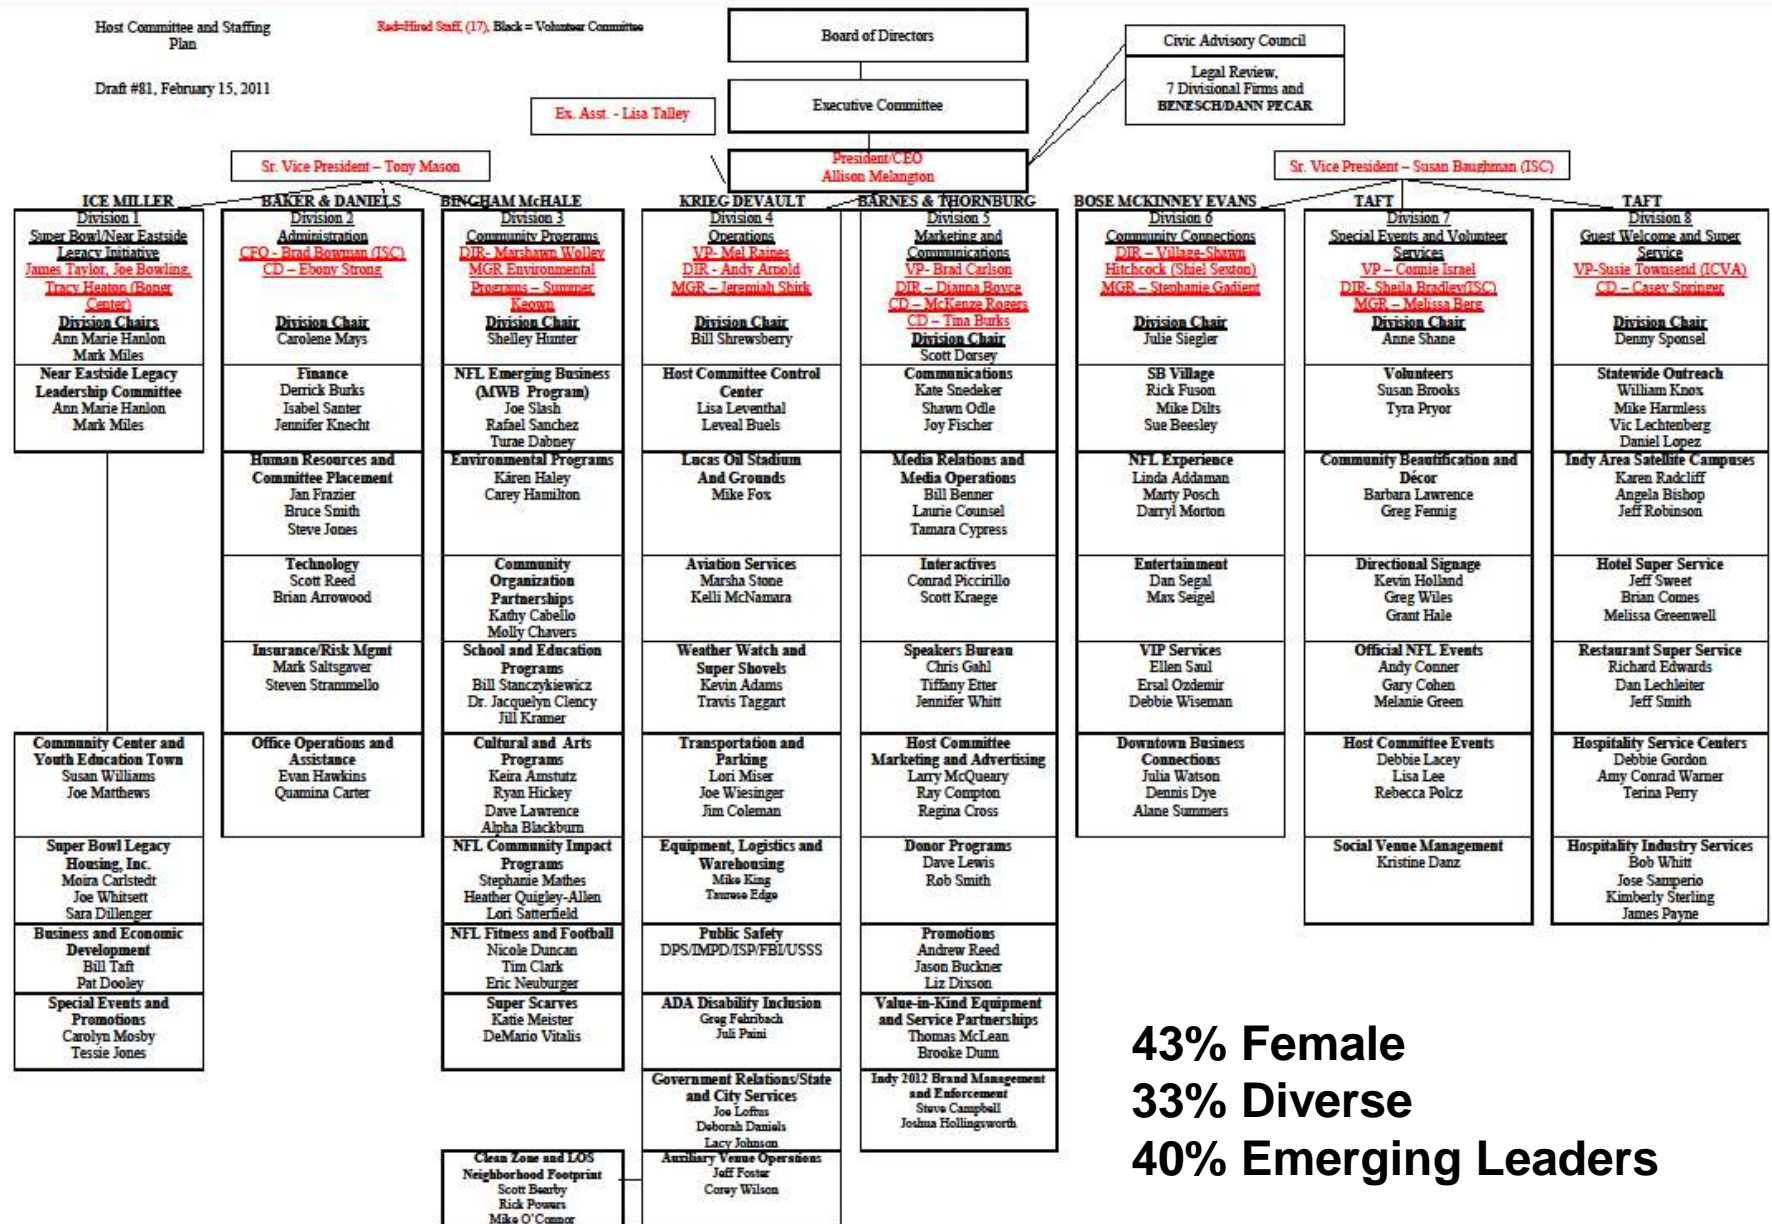 Host Committee and Staffing
Plan
Draft #81, February 15, 2011
Red=Hired Staff, (17), Black = Volunteer Committee
Board of Directors
Executive Committee
Civic Advisory Council
Legal Review,
7 Divisional Firms and
BENESCH/DANN PECAR
Ex. Asst. - Lisa Talley
President/CEO
Allison Melangton
Sr. Vice President – Tony Mason
Sr. Vice President – Susan Baughman (ISC)
ICE MILLER
Division 1
Super Bowl/Near Eastside
Legacy Initiative
James Taylor, Joe Bowling,
Tracy Heaton (Boner
Center)
Division Chairs
Ann Marie Hanlon
Mark Miles
Near Eastside Legacy
Leadership Committee
Ann Marie Hanlon
Mark Miles
Community Center and
Youth Education Town
Susan Williams
Joe Matthews
Super Bowl Legacy
Housing, Inc.
Moira Carlstedt
Joe Whitsett
Sara Dillenger
Business and Economic
Development
Bill Taft
Pat Dooley
Special Events and
Promotions
Carolyn Mosby
Tessie Jones
BAKER & DANIELS
Division 2
Administration
CFO - Brad Bowman (ISC)
CD – Ebony Strong
Division Chair
Carolene Mays
Finance
Derrick Burks
Isabel Santer
Jennifer Knecht
Human Resources and
Committee Placement
Jan Frazier
Bruce Smith
Steve Jones
Technology
Scott Reed
Brian Arrowood
Insurance/Risk Mgmt
Mark Saltsgaver
Steven Strammello
Office Operations and
Assistance
Evan Hawkins
Quamina Carter
BINGHAM McHALE
Division 3
Community Programs
DIR- Marshawn Wolley
MGR Environmental
Programs – Summer
Keown
Division Chair
Shelley Hunter
NFL Emerging Business
(MWB Program)
Joe Slash
Rafael Sanchez
Turae Dabney
Environmental Programs
Kären Haley
Carey Hamilton
Community
Organization
Partnerships
Kathy Cabello
Molly Chavers
School and Education
Programs
Bill Stanczykiewicz
Dr. Jacquelyn Clency
Jill Kramer
Cultural and Arts
Programs
Keira Amstutz
Ryan Hickey
Dave Lawrence
Alpha Blackburn
NFL Community Impact
Programs
Stephanie Mathes
Heather Quigley-Allen
Lori Satterfield
NFL Fitness and Football
Nicole Duncan
Tim Clark
Eric Neuburger
Super Scarves
Katie Meister
DeMario Vitalis
Clean Zone and LOS
Neighborhood Footprint
Scott Bearby
Rick Powers
Mike O'Connor
KRIEG DEVAULT
Division 4
Operations
VP- Mel Raines
DIR - Andy Arnold
MGR – Jeremiah Shirk
Division Chair
Bill Shrewsberry
Host Committee Control
Center
Lisa Leventhal
Leveal Buels
Lucas Oil Stadium
And Grounds
Mike Fox
Aviation Services
Marsha Stone
Kelli McNamara
Weather Watch and
Super Shovels
Kevin Adams
Travis Taggart
Transportation and
Parking
Lori Miser
Joe Wiesinger
Jim Coleman
Equipment, Logistics and
Warehousing
Mike King
Taurese Edge
Public Safety
DPS/IMPD/ISP/FBI/USSS
ADA Disability Inclusion
Greg Fehribach
Juli Paini
Government Relations/State
and City Services
Joe Loftus
Deborah Daniels
Lacy Johnson
Auxiliary Venue Operations
Jeff Foster
Corey Wilson
BARNES & THORNBURG
Division 5
Marketing and
Communications
VP- Brad Carlson
DIR – Dianna Boyce
CD – McKenze Rogers
CD – Tina Burks
Division Chair
Scott Dorsey
Communications
Kate Snedeker
Shawn Odle
Joy Fischer
Media Relations and
Media Operations
Bill Benner
Laurie Counsel
Tamara Cypress
Interactives
Conrad Piccirillo
Scott Kraege
Speakers Bureau
Chris Gahl
Tiffany Etter
Jennifer Whitt
Host Committee
Marketing and Advertising
Larry McQueary
Ray Compton
Regina Cross
Donor Programs
Dave Lewis
Rob Smith
Promotions
Andrew Reed
Jason Buckner
Liz Dixson
Value-in-Kind Equipment
and Service Partnerships
Thomas McLean
Brooke Dunn
Indy 2012 Brand Management
and Enforcement
Steve Campbell
Joshua Hollingsworth
BOSE MCKINNEY EVANS
Division 6
Community Connections
DIR – Village-Shawn
Hitchcock (Shiel Sexton)
MGR – Stephanie Gadient
Division Chair
Julie Siegler
SB Village
Rick Fuson
Mike Dilts
Sue Beesley
NFL Experience
Linda Addaman
Marty Posch
Darryl Morton
Entertainment
Dan Segal
Max Seigel
VIP Services
Ellen Saul
Ersal Ozdemir
Debbie Wiseman
Downtown Business
Connections
Julia Watson
Dennis Dye
Alane Summers
TAFT
Division 7
Special Events and Volunteer
Services
VP – Connie Israel
DIR- Sheila Bradley(ISC)
MGR – Melissa Berg
Division Chair
Anne Shane
Volunteers
Susan Brooks
Tyra Pryor
Community Beautification and
Décor
Barbara Lawrence
Greg Fennig
Directional Signage
Kevin Holland
Greg Wiles
Grant Hale
Official NFL Events
Andy Conner
Gary Cohen
Melanie Green
Host Committee Events
Debbie Lacey
Lisa Lee
Rebecca Polcz
Social Venue Management
Kristine Danz
TAFT
Division 8
Guest Welcome and Super
Service
VP-Susie Townsend (ICVA)
CD – Casey Springer
Division Chair
Denny Sponsel
Statewide Outreach
William Knox
Mike Harmless
Vic Lechtenberg
Daniel Lopez
Indy Area Satellite Campuses
Karen Radcliff
Angela Bishop
Jeff Robinson
Hotel Super Service
Jeff Sweet
Brian Comes
Melissa Greenwell
Restaurant Super Service
Richard Edwards
Dan Lechleiter
Jeff Smith
Hospitality Service Centers
Debbie Gordon
Amy Conrad Warner
Terina Perry
Hospitality Industry Services
Bob Whitt
Jose Samperio
Kimberly Sterling
James Payne
43% Female
33% Diverse
40% Emerging Leaders